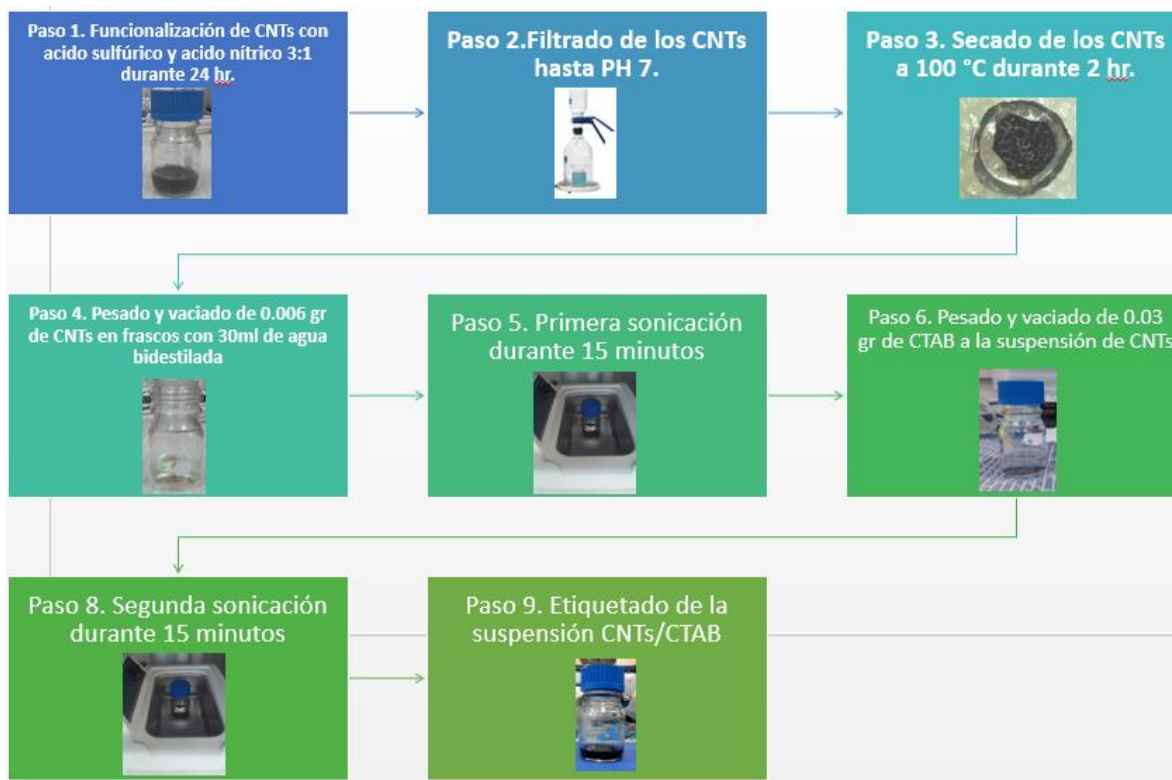 Paso 1. Funcionalización de CNTs con
acido sulfúrico y acido nítrico 3:1
durante 24 hr.
Paso 2.Filtrado de los CNTs
hasta PH 7.
Paso 3. Secado de los CNTs
a 100 °C durante 2 hr.
Paso 4. Pesado y vaciado de 0.006 gr
de CNTs en frascos con 30ml de agua
bidestilada
Paso 5. Primera sonicación
durante 15 minutos
Paso 6. Pesado y vaciado de 0.03
gr de CTAB a la suspensión de CNTs
Paso 8. Segunda sonicación
durante 15 minutos
Paso 9. Etiquetado de la
suspensión CNTs/CTAB